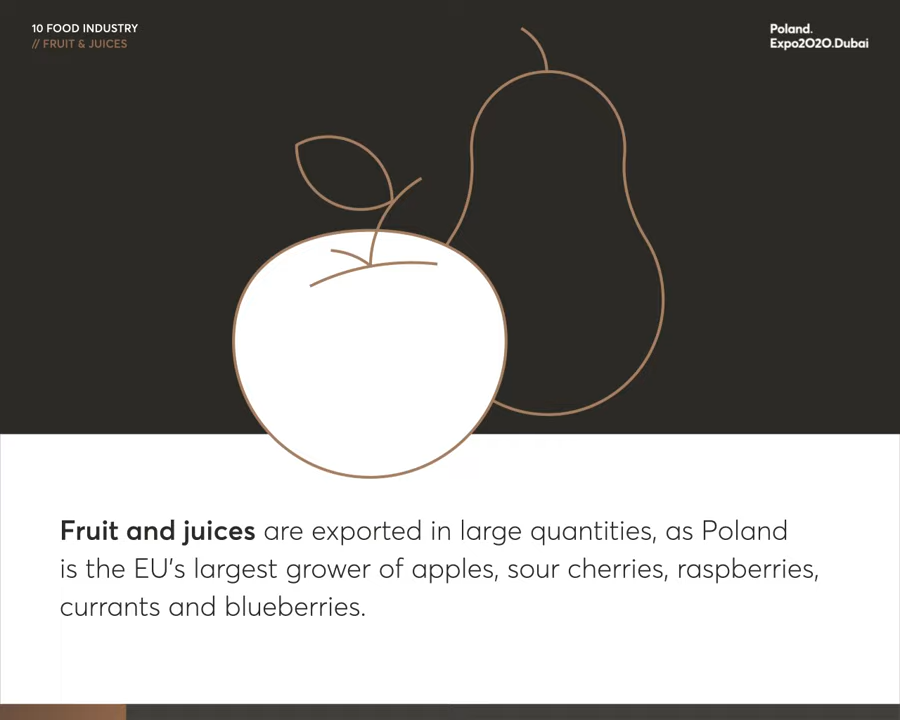 10 FOOD INDUSTRY
// FRUIT & JUICES
Poland.
Expo2O2O.Dubai
Fruit and juices are exported in large quantities, as Poland
is the EU’s largest grower of apples, sour cherries, raspberries,
currants and blueberries.